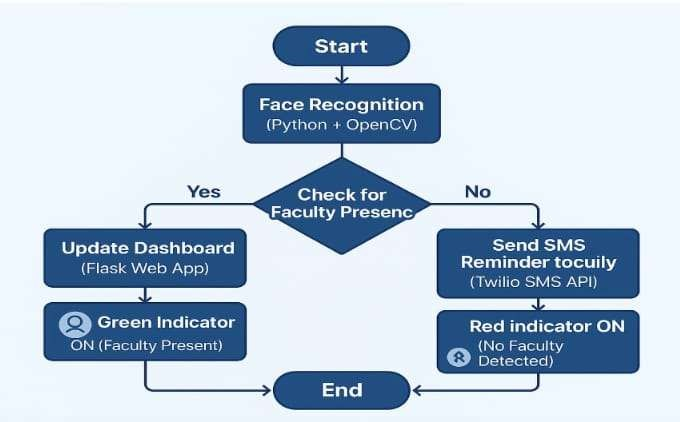 Start
Face Recognition
(Python + OpenCV)
Check for
Faculty Presenc
Yes
No
Update Dashboard
(Flask Web App)
Green Indicator
ON (Faculty Present)
Send SMS
Reminder tocuily
(Twilio SMS API)
Red indicator ON
(No Faculty
Detected)
End